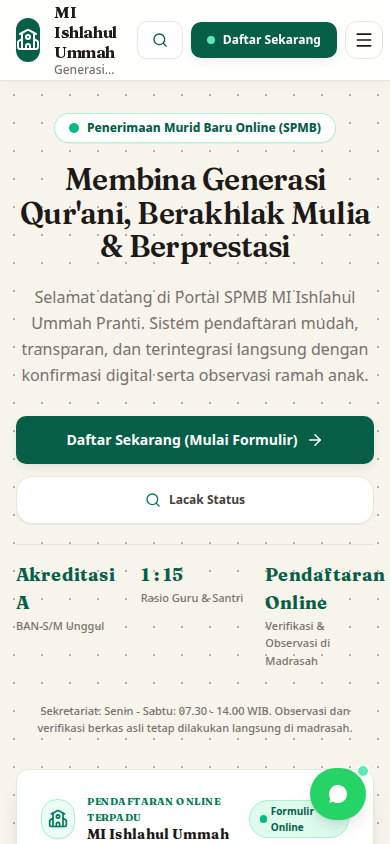 MI
Ishlahul
Ummah
Generasi...
Daftar Sekarang
Penerimaan Murid Baru Online (SPMB)
Membina Generasi
Qur'ani, Berakhlak Mulia
& Berprestasi
Selamat datang di Portal SPMB MI Ishlahul
Ummah Pranti. Sistem pendaftaran mudah,
transparan, dan terintegrasi langsung dengan
konfirmasi digital serta observasi ramah anak.
Daftar Sekarang (Mulai Formulir)
Lacak Status
Akreditasi
A
BAN-S/M Unggul
1:15
Rasio Guru & Santri
Pendaftaran
Online
Verifikasi &
Observasi di
Madrasah
Sekretariat: Senin - Sabtu: 07.30 - 14.00 WIB. Observasi dan
verifikasi berkas asli tetap dilakukan langsung di madrasah.
PENDAFTARAN ONLINE
TERPADU
MI Ishlahul Ummah
Formulir
Online